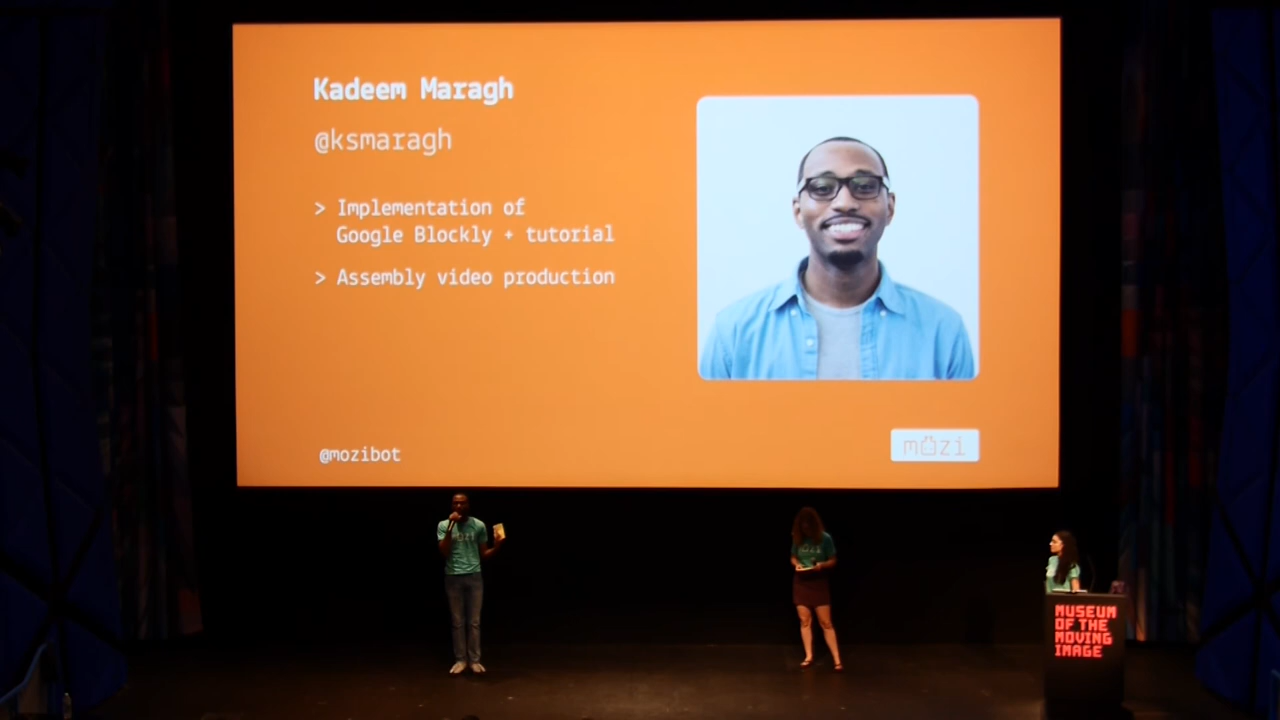 Kadeem Maragh
@ksmaragh
> Implementation of
Google Blockly + tutorial
> Assembly video production
@mozibot
mozi
MUSEUM
OF THE
MOVING
IMAGE